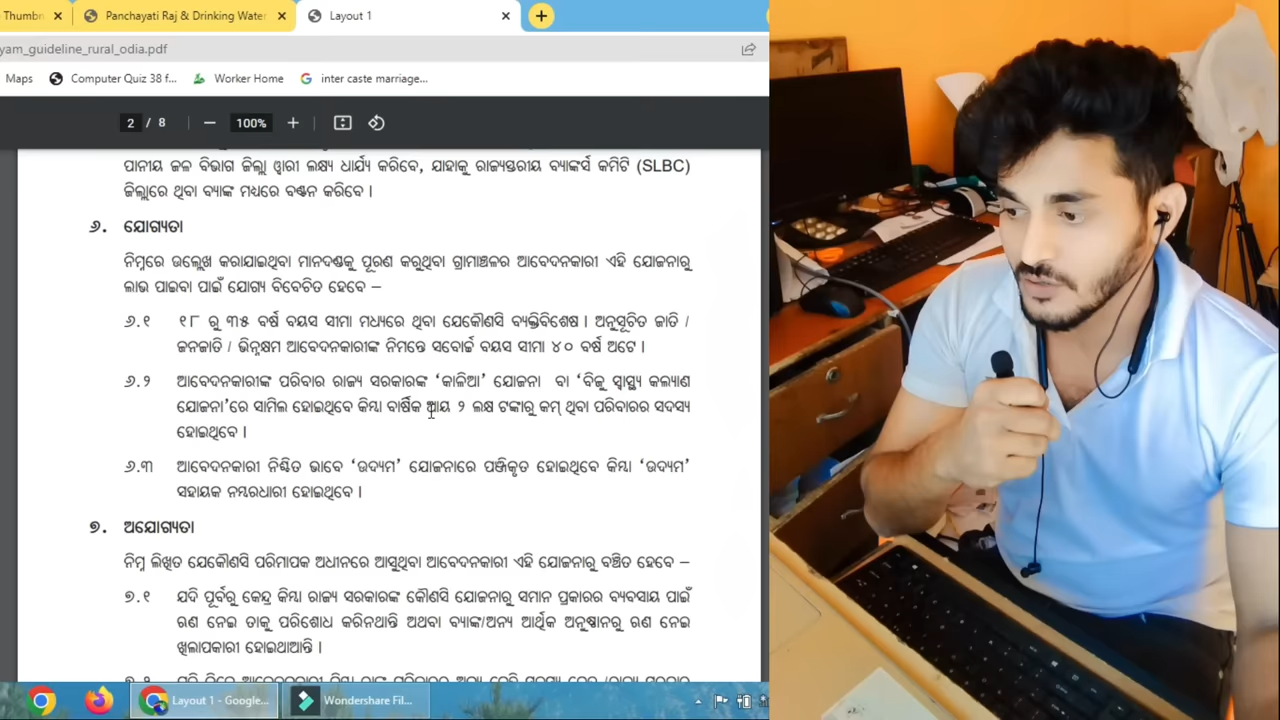 Thumbn
Panchayati Raj & Drinking Water
Layout 1
yam_guideline_rural_odia.pdf
Maps
Computer Quiz 38 f...
Worker Home
inter caste marriage...
2 / 8
100%
ପାନୀୟ ଜଳ ବିଭାଗ ଜିଲ୍ଲା ୱାରୀ ଲକ୍ଷ୍ୟ ଧାର୍ଯ୍ୟ କରିବେ, ଯାହାକୁ ରାଜ୍ୟସ୍ତରୀୟ ବ୍ୟାଙ୍କର୍ସ କମିଟି (SLBC)
ଜିଲ୍ଲାରେ ଥିବା ବ୍ୟାଙ୍କ ମଧ୍ୟରେ ବଣ୍ଟନ କରିବେ ।
୬. ଯୋଗ୍ୟତା
ନିମ୍ନରେ ଉଲ୍ଲେଖ କରାଯାଇଥିବା ମାନଦଣ୍ଡକୁ ପୂରଣ କରୁଥିବା ଗ୍ରାମାଞ୍ଚଳର ଆବେଦନକାରୀ ଏହି ଯୋଜନାରୁ
ଲାଭ ପାଇବା ପାଇଁ ଯୋଗ୍ୟ ବିବେଚିତ ହେବେ –
୬.୧ ୧୮ ରୁ ୩୫ ବର୍ଷ ବୟସ ସୀମା ମଧ୍ୟରେ ଥିବା ଯେକୌଣସି ବ୍ୟକ୍ତିବିଶେଷ । ଅନୁସୂଚିତ ଜାତି /
ଜନଜାତି / ଭିନ୍ନକ୍ଷମ ଆବେଦନକାରୀଙ୍କ ନିମନ୍ତେ ସର୍ବୋଚ୍ଚ ବୟସ ସୀମା ୪୦ ବର୍ଷ ଅଟେ ।
୬.୨ ଆବେଦନକାରୀଙ୍କ ପରିବାର ରାଜ୍ୟ ସରକାରଙ୍କ ‘କାଳିଆ’ ଯୋଜନା ବା ‘ବିଜୁ ସ୍ୱାସ୍ଥ୍ୟ କଲ୍ୟାଣ
ଯୋଜନା’ରେ ସାମିଲ ହୋଇଥିବେ କିମ୍ବା ବାର୍ଷିକ ଆୟ ୨ ଲକ୍ଷ ଟଙ୍କାରୁ କମ୍ ଥିବା ପରିବାରର ସଦସ୍ୟ
ହୋଇଥିବେ ।
୬.୩ ଆବେଦନକାରୀ ନିଶ୍ଚିତ ଭାବେ ‘ଉଦ୍ୟମ’ ଯୋଜନାରେ ପଞ୍ଜିକୃତ ହୋଇଥିବେ କିମ୍ବା ‘ଉଦ୍ୟମ’
ସହାୟକ ନମ୍ବରଧାରୀ ହୋଇଥିବେ ।
୭. ଅଯୋଗ୍ୟତା
ନିମ୍ନ ଲିଖିତ ଯେକୌଣସି ପରିମାପକ ଅଧୀନରେ ଆସୁଥିବା ଆବେଦନକାରୀ ଏହି ଯୋଜନାରୁ ବଞ୍ଚିତ ହେବେ –
୭.୧ ଯଦି ପୂର୍ବରୁ କେନ୍ଦ୍ର କିମ୍ବା ରାଜ୍ୟ ସରକାରଙ୍କ କୌଣସି ଯୋଜନାରୁ ସମାନ ପ୍ରକାରର ବ୍ୟବସାୟ ପାଇଁ
ଋଣ ନେଇ ତାକୁ ପରିଶୋଧ କରିନଥାନ୍ତି ଅଥବା ବ୍ୟାଙ୍କ/ଅନ୍ୟ ଆର୍ଥିକ ଅନୁଷ୍ଠାନରୁ ଋଣ ନେଇ
ଖିଲାପକାରୀ ହୋଇଥାଆନ୍ତି ।
Layout 1 - Google...
Wondershare Fil...